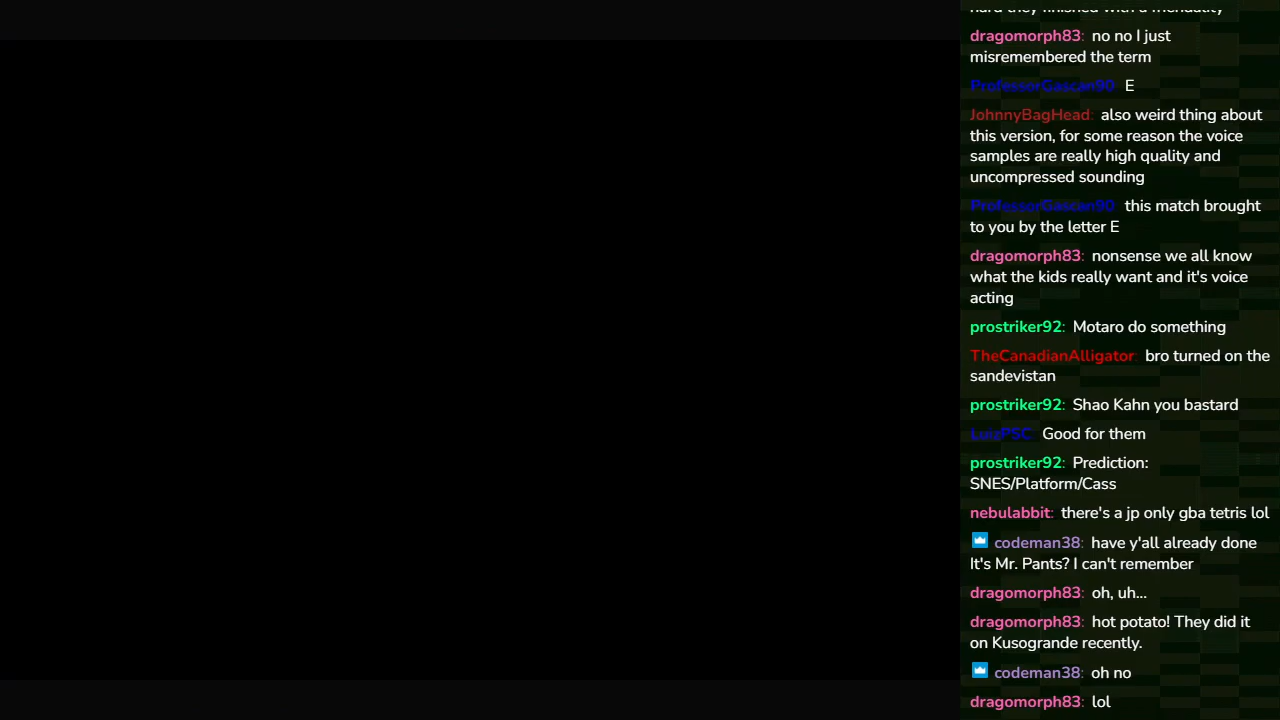 hard they finished with a friendality
dragomorph83: no no I just
misremembered the term
ProfessorGascan90: E
JohnnyBagHead: also weird thing about
this version, for some reason the voice
samples are really high quality and
uncompressed sounding
ProfessorGascan90: this match brought
to you by the letter E
dragomorph83: nonsense we all know
what the kids really want and it's voice
acting
prostriker92: Motaro do something
TheCanadianAlligator: bro turned on the
sandevistan
prostriker92: Shao Kahn you bastard
LuizPSC: Good for them
prostriker92: Prediction:
SNES/Platform/Cass
nebulabbit: there's a jp only gba tetris lol
codeman38: have y'all already done
It's Mr. Pants? I can't remember
dragomorph83: oh, uh...
dragomorph83: hot potato! They did it
on Kusogrande recently.
codeman38: oh no
dragomorph83: lol